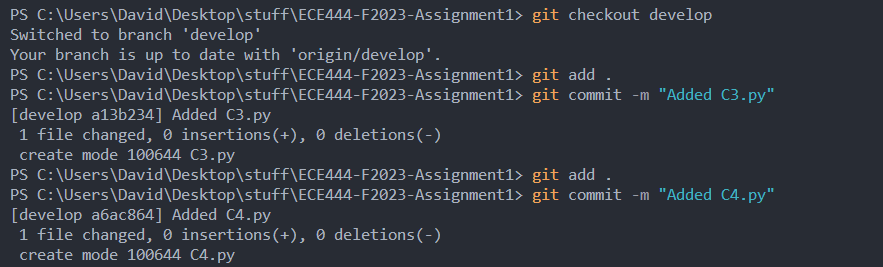 PS C:\Users\David\Desktop\stuff\ECE444-F2023-Assignment1> git checkout develop
Switched to branch 'develop'
Your branch is up to date with 'origin/develop'.
PS C:\Users\David\Desktop\stuff\ECE444-F2023-Assignment1> git add .
PS C:\Users\David\Desktop\stuff\ECE444-F2023-Assignment1> git commit -m "Added C3.py"
[develop a13b234] Added C3.py
 1 file changed, 0 insertions(+), 0 deletions(-)
 create mode 100644 C3.py
PS C:\Users\David\Desktop\stuff\ECE444-F2023-Assignment1> git add .
PS C:\Users\David\Desktop\stuff\ECE444-F2023-Assignment1> git commit -m "Added C4.py"
[develop a6ac864] Added C4.py
 1 file changed, 0 insertions(+), 0 deletions(-)
 create mode 100644 C4.py